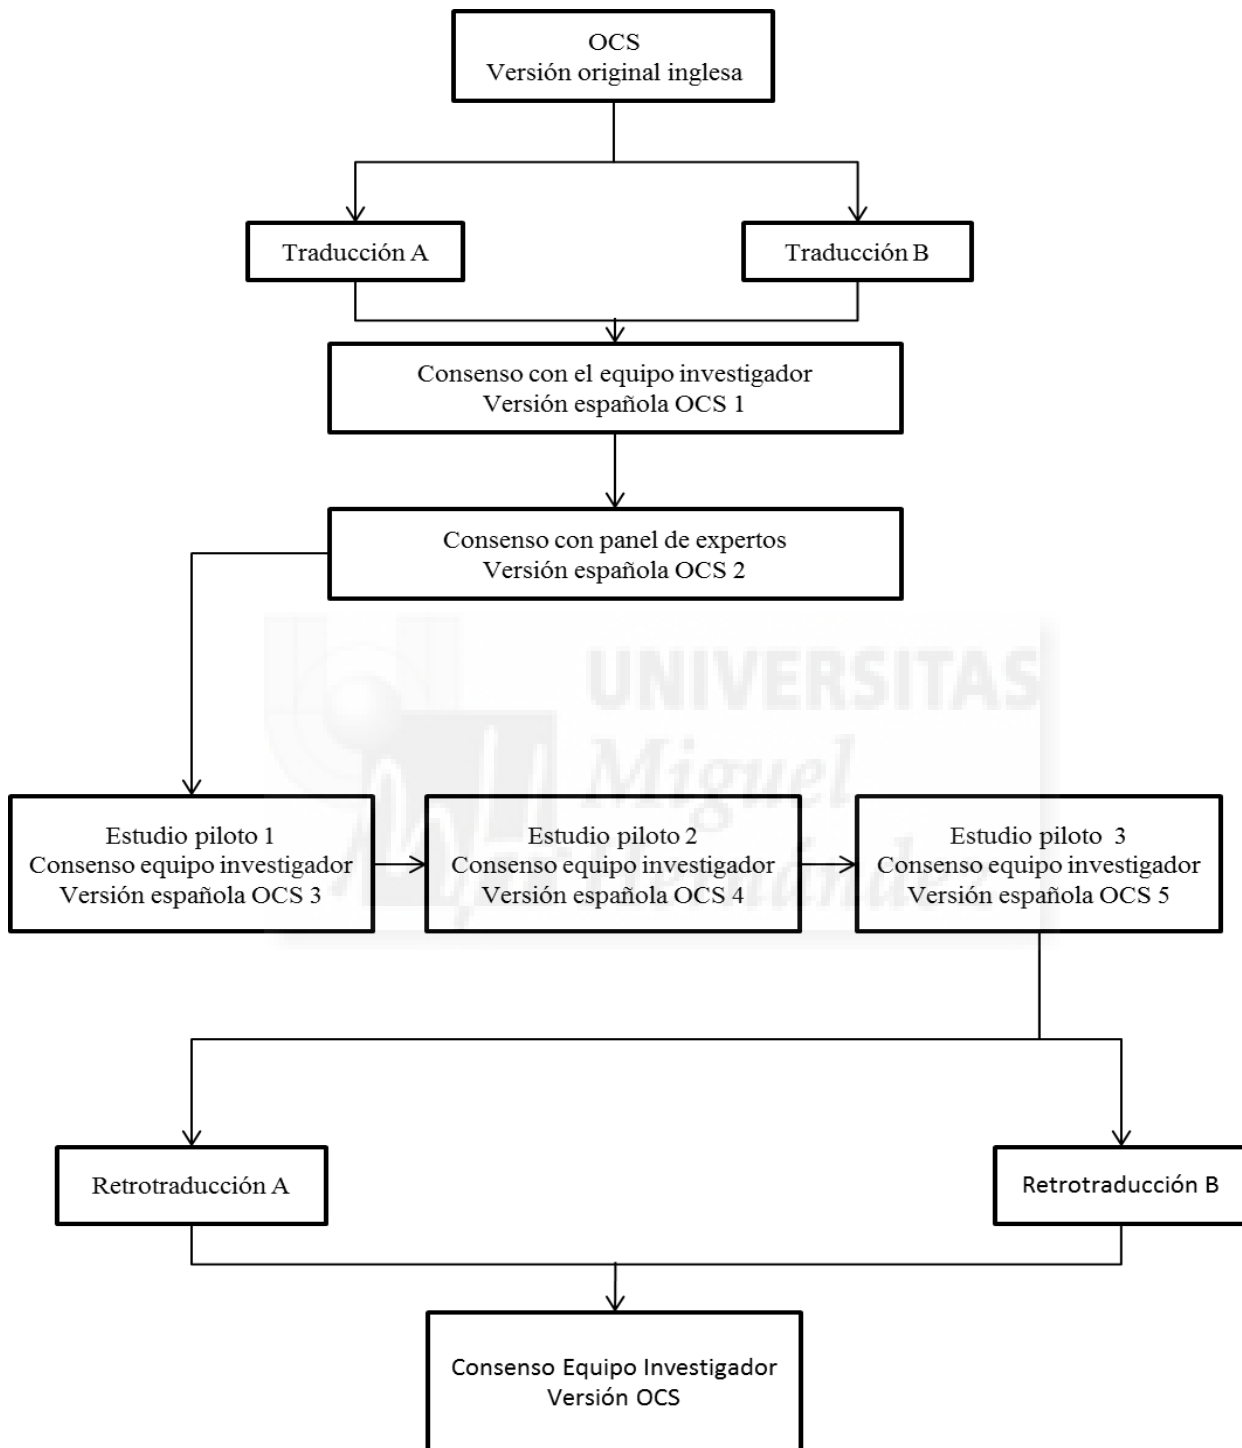 OCS
Versión original inglesa
Traducción A
Traducción B
Consenso con el equipo investigador
Versión española OCS 1
Consenso con panel de expertos
Versión española OCS 2
UNIVERSITAS
Miguel
Hernández
Estudio piloto 1
Consenso equipo investigador
Versión española OCS 3
Estudio piloto 2
Consenso equipo investigador
Versión española OCS 4
Estudio piloto 3
Consenso equipo investigador
Versión española OCS 5
Retrotraducción A
Retrotraducción B
Consenso Equipo Investigador
Versión OCS